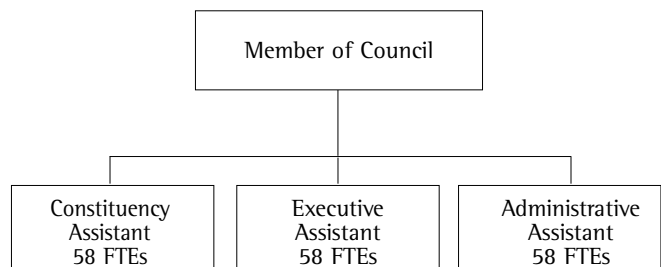 Member of Council
Constituency
Assistant
58 FTEs
Executive
Assistant
58 FTEs
Administrative
Assistant
58 FTEs